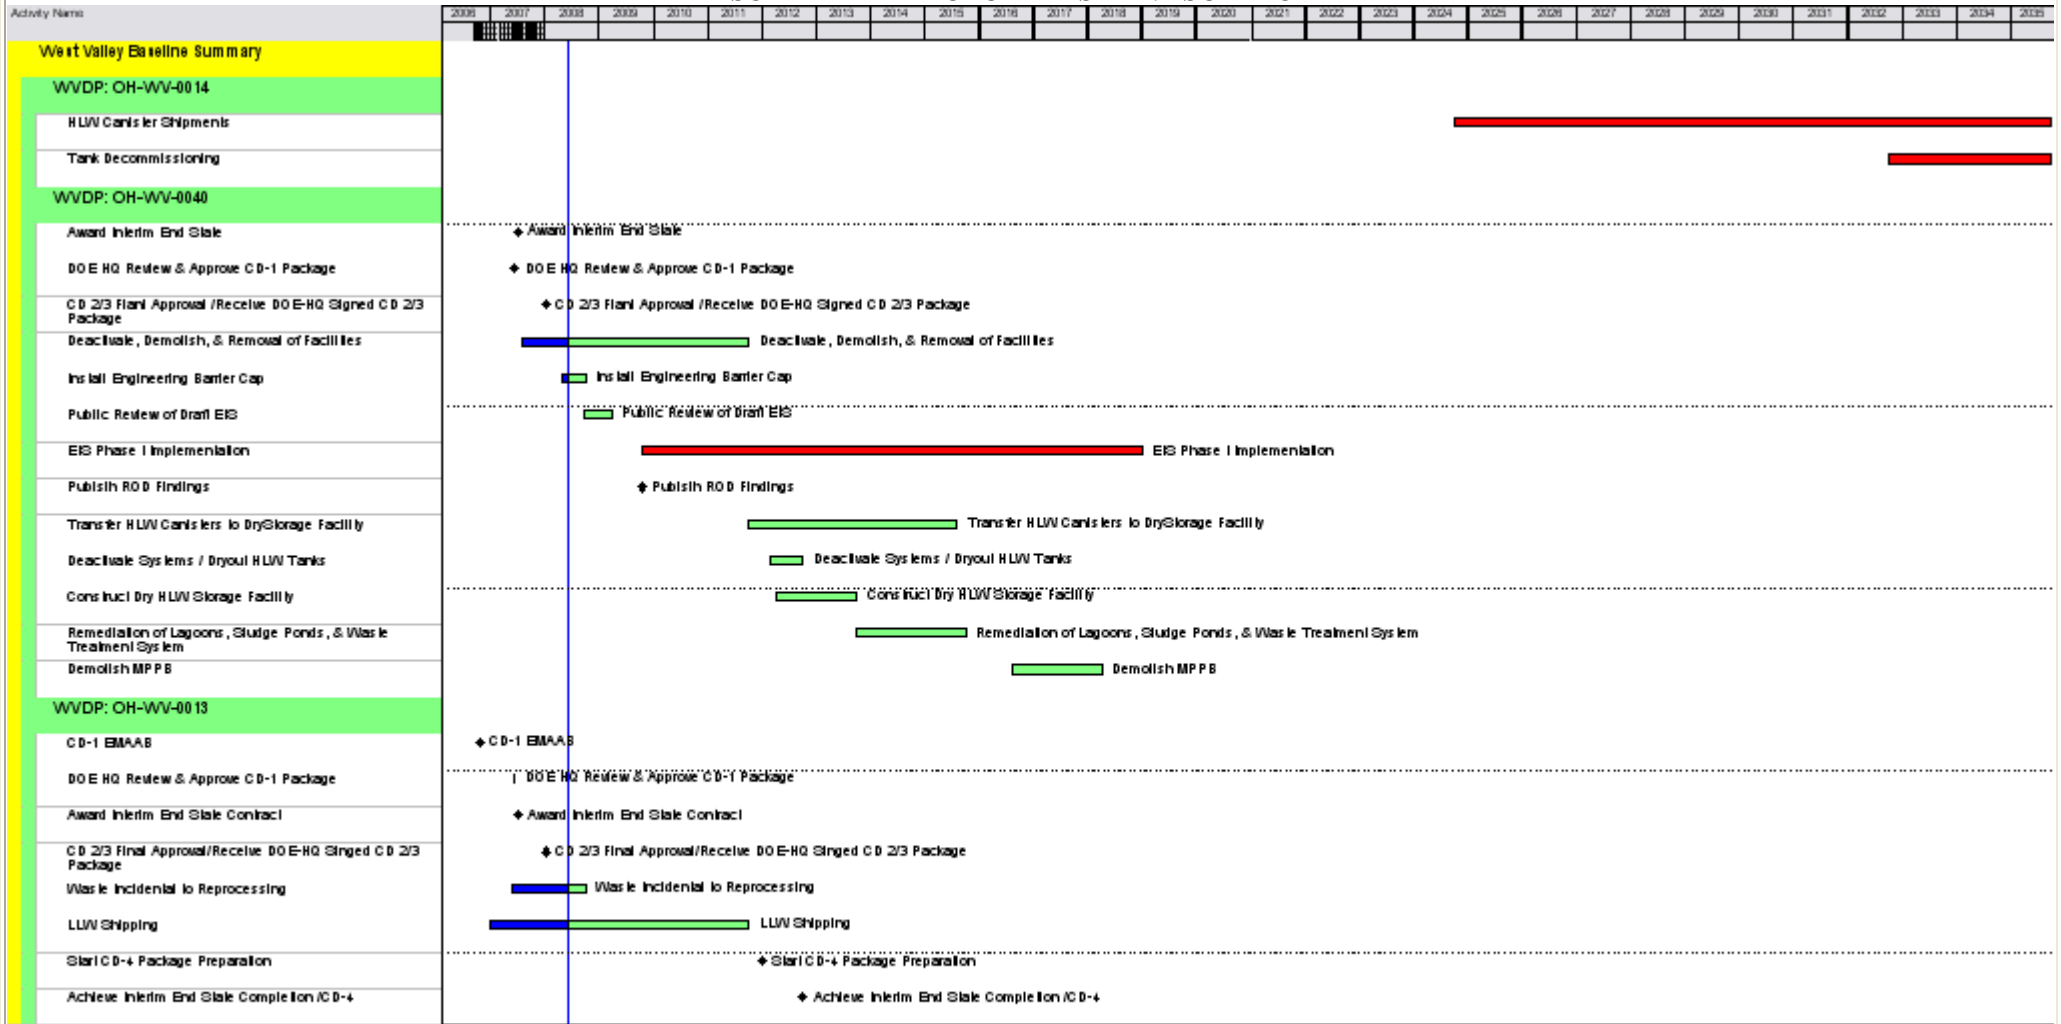 Activity Name 2006 2007 2008 2009 2010 2011 2012 2013 2014 2015 2016 2017 2018 2019 2020 2021 2022 2023 2024 2025 2026 2027 2028 2029 2030 2031 2032 2033 2034 2035
West Valley Baseline Summary
WVDP: OH-WV-0014
HLW Canister Shipments
Tank Decommissioning
WVDP: OH-WV-0040
Award Interim End State Award Interim End State
DOE HQ Review & Approve CD-1 Package DOE HQ Review & Approve CD-1 Package
CD 2/3 Fianl Approval /Receive DOE-HQ Signed CD 2/3 CD 2/3 Fianl Approval /Receive DOE-HQ Signed CD 2/3 Package
Package
Deactivate, Demolish, & Removal of Facilities Deactivate, Demolish, & Removal of Facilities
Install Engineering Barrier Cap Install Engineering Barrier Cap
Public Review of Draft EIS Public Review of Draft EIS
EIS Phase I Implementation EIS Phase I Implementation
Publsih ROD Findings Publsih ROD Findings
Transfer HLW Canisters to DryStorage Facility Transfer HLW Canisters to DryStorage Facility
Deactivate Systems / Dryout HLW Tanks Deactivate Systems / Dryout HLW Tanks
Construct Dry HLW Storage Facility Construct Dry HLW Storage Facility
Remediation of Lagoons, Sludge Ponds, & Waste Remediation of Lagoons, Sludge Ponds, & Waste Treatment System
Treatment System
Demolish MPPB Demolish MPPB
WVDP: OH-WV-0013
CD-1 EMAAB CD-1 EMAAB
DOE HQ Review & Approve CD-1 Package DOE HQ Review & Approve CD-1 Package
Award Interim End State Contract Award Interim End State Contract
CD 2/3 Final Approval/Receive DOE-HQ Singed CD 2/3 CD 2/3 Final Approval/Receive DOE-HQ Singed CD 2/3 Package
Package
Waste Incidental to Reprocessing Waste Incidental to Reprocessing
LLW Shipping LLW Shipping
Start CD-4 Package Preparation Start CD-4 Package Preparation
Achieve Interim End State Completion /CD-4 Achieve Interim End State Completion /CD-4